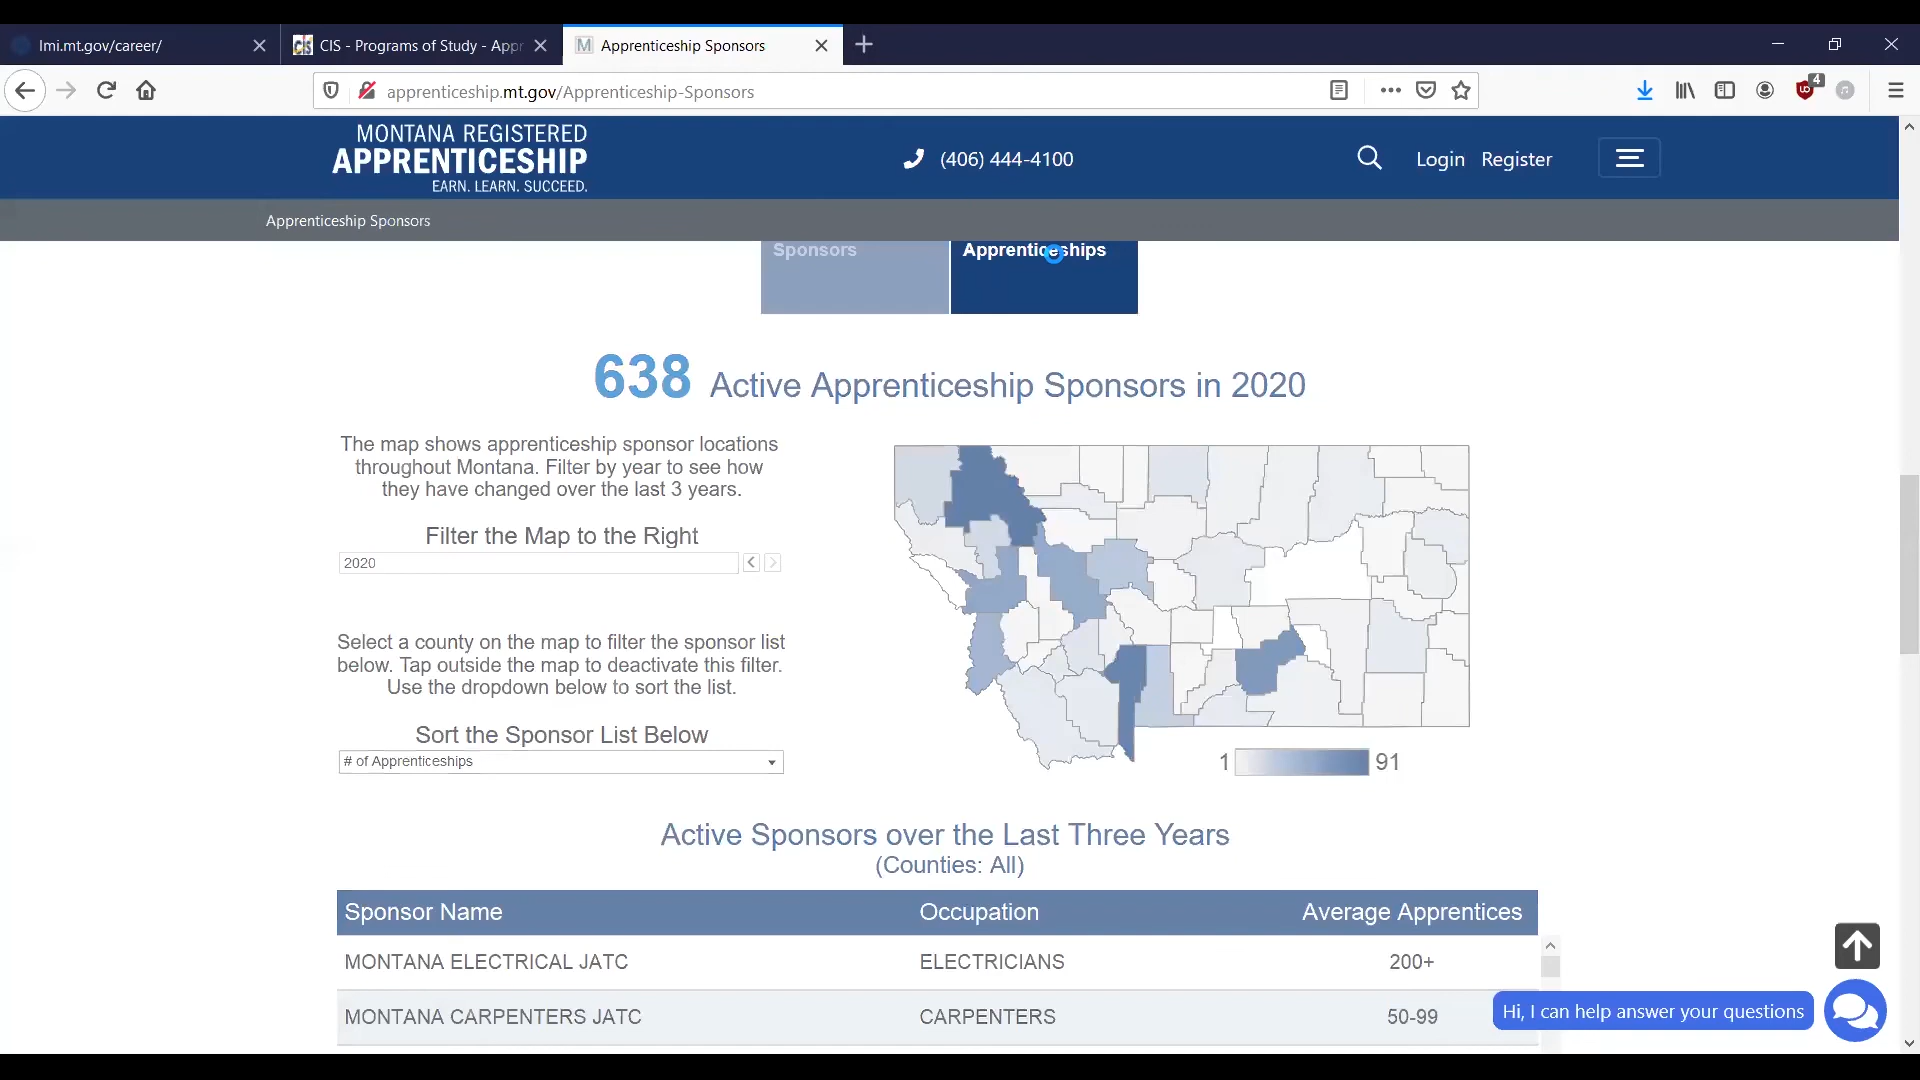 lmi.mt.gov/career/
CIS - Programs of Study - Appr
Apprenticeship Sponsors
apprenticeship.mt.gov/Apprenticeship-Sponsors
4
MONTANA REGISTERED
APPRENTICESHIP
EARN. LEARN. SUCCEED.
(406) 444-4100
Login Register
Apprenticeship Sponsors
Sponsors
Apprenticeships
638 Active Apprenticeship Sponsors in 2020
The map shows apprenticeship sponsor locations
throughout Montana. Filter by year to see how
they have changed over the last 3 years.
Filter the Map to the Right
2020
Select a county on the map to filter the sponsor list
below. Tap outside the map to deactivate this filter.
Use the dropdown below to sort the list.
Sort the Sponsor List Below
# of Apprenticeships
1 91
Active Sponsors over the Last Three Years
(Counties: All)
Sponsor Name Occupation Average Apprentices
MONTANA ELECTRICAL JATC ELECTRICIANS 200+
MONTANA CARPENTERS JATC CARPENTERS 50-99
Hi, I can help answer your questions